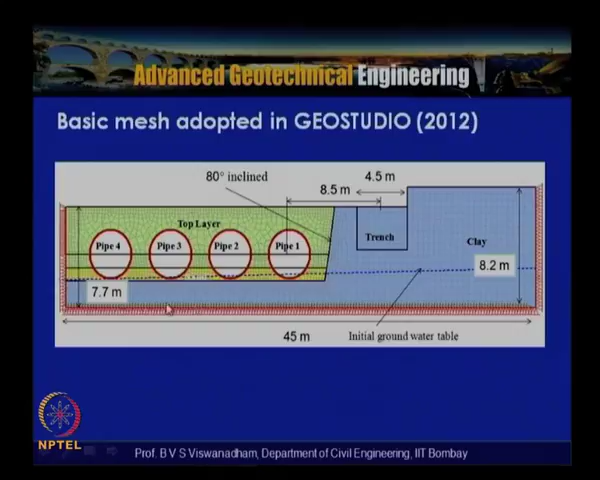 Advanced Geotechnical Engineering
Basic mesh adopted in GEOSTUDIO (2012)
80° inclined
4.5 m
8.5 m
Top Layer
Pipe 4
Pipe 3
Pipe 2
Pipe 1
Trench
Clay
8.2 m
7.7 m
45 m
Initial ground water table
NPTEL
Prof. B V S Viswanadham, Department of Civil Engineering, IIT Bombay